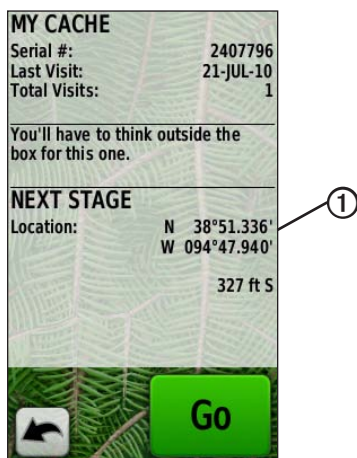 MY CACHE
Serial #: 2407796
Last Visit: 21-JUL-10
Total Visits: 1
You'll have to think outside the
box for this one.
NEXT STAGE
Location: N 38°51.336'
W 094°47.940'
327 ft S
Go
1